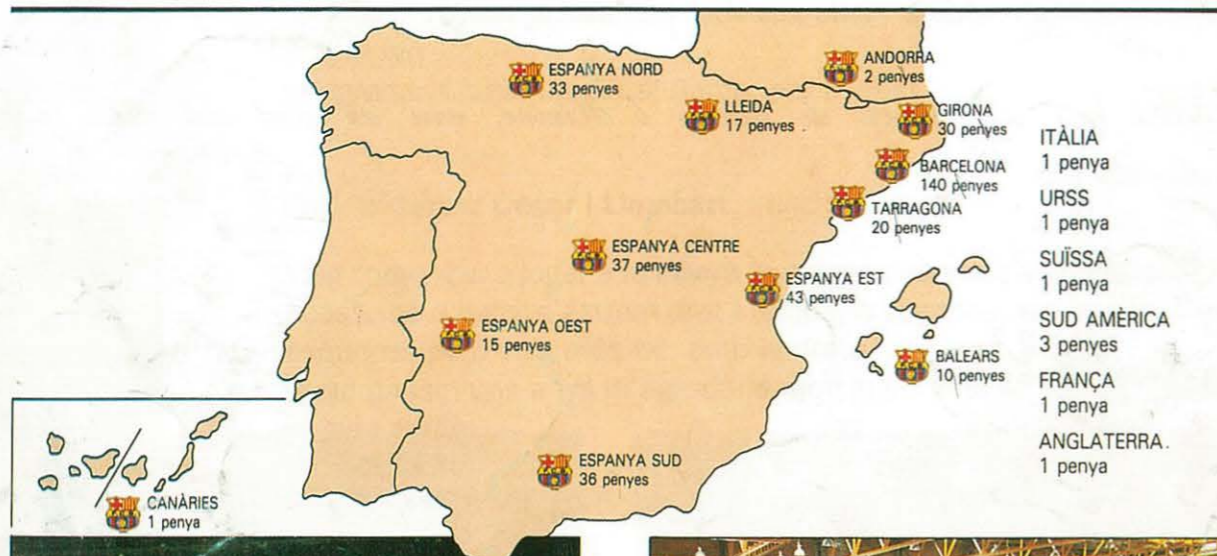 ESPANYA NORD
33 penyes
ANDORRA
2 penyes
LLEIDA
17 penyes
GIRONA
30 penyes
BARCELONA
140 penyes
TARRAGONA
20 penyes
ESPANYA CENTRE
37 penyes
ESPANYA EST
43 penyes
ESPANYA OEST
15 penyes
BALEARS
10 penyes
ESPANYA SUD
36 penyes
CANÀRIES
1 penya
ITÀLIA
1 penya
URSS
1 penya
SUÏSSA
1 penya
SUD AMÈRICA
3 penyes
FRANÇA
1 penya
ANGLATERRA.
1 penya